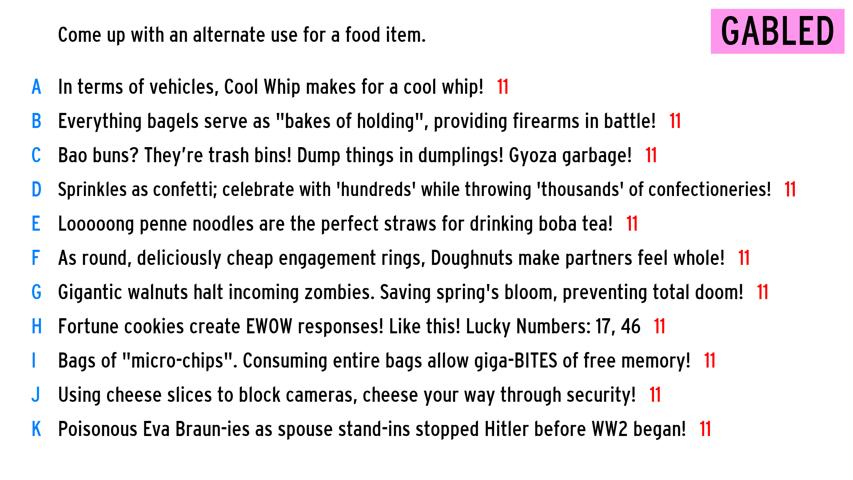 Come up with an alternate use for a food item.
GABLED
A In terms of vehicles, Cool Whip makes for a cool whip! 11
B Everything bagels serve as "bakes of holding", providing firearms in battle! 11
C Bao buns? They're trash bins! Dump things in dumplings! Gyoza garbage! 11
D Sprinkles as confetti; celebrate with 'hundreds' while throwing 'thousands' of confectioneries! 11
E Looooong penne noodles are the perfect straws for drinking boba tea! 11
F As round, deliciously cheap engagement rings, Doughnuts make partners feel whole! 11
G Gigantic walnuts halt incoming zombies. Saving spring's bloom, preventing total doom! 11
H Fortune cookies create EWOW responses! Like this! Lucky Numbers: 17, 46 11
I Bags of "micro-chips". Consuming entire bags allow giga-BITES of free memory! 11
J Using cheese slices to block cameras, cheese your way through security! 11
K Poisonous Eva Braun-ies as spouse stand-ins stopped Hitler before WW2 began! 11